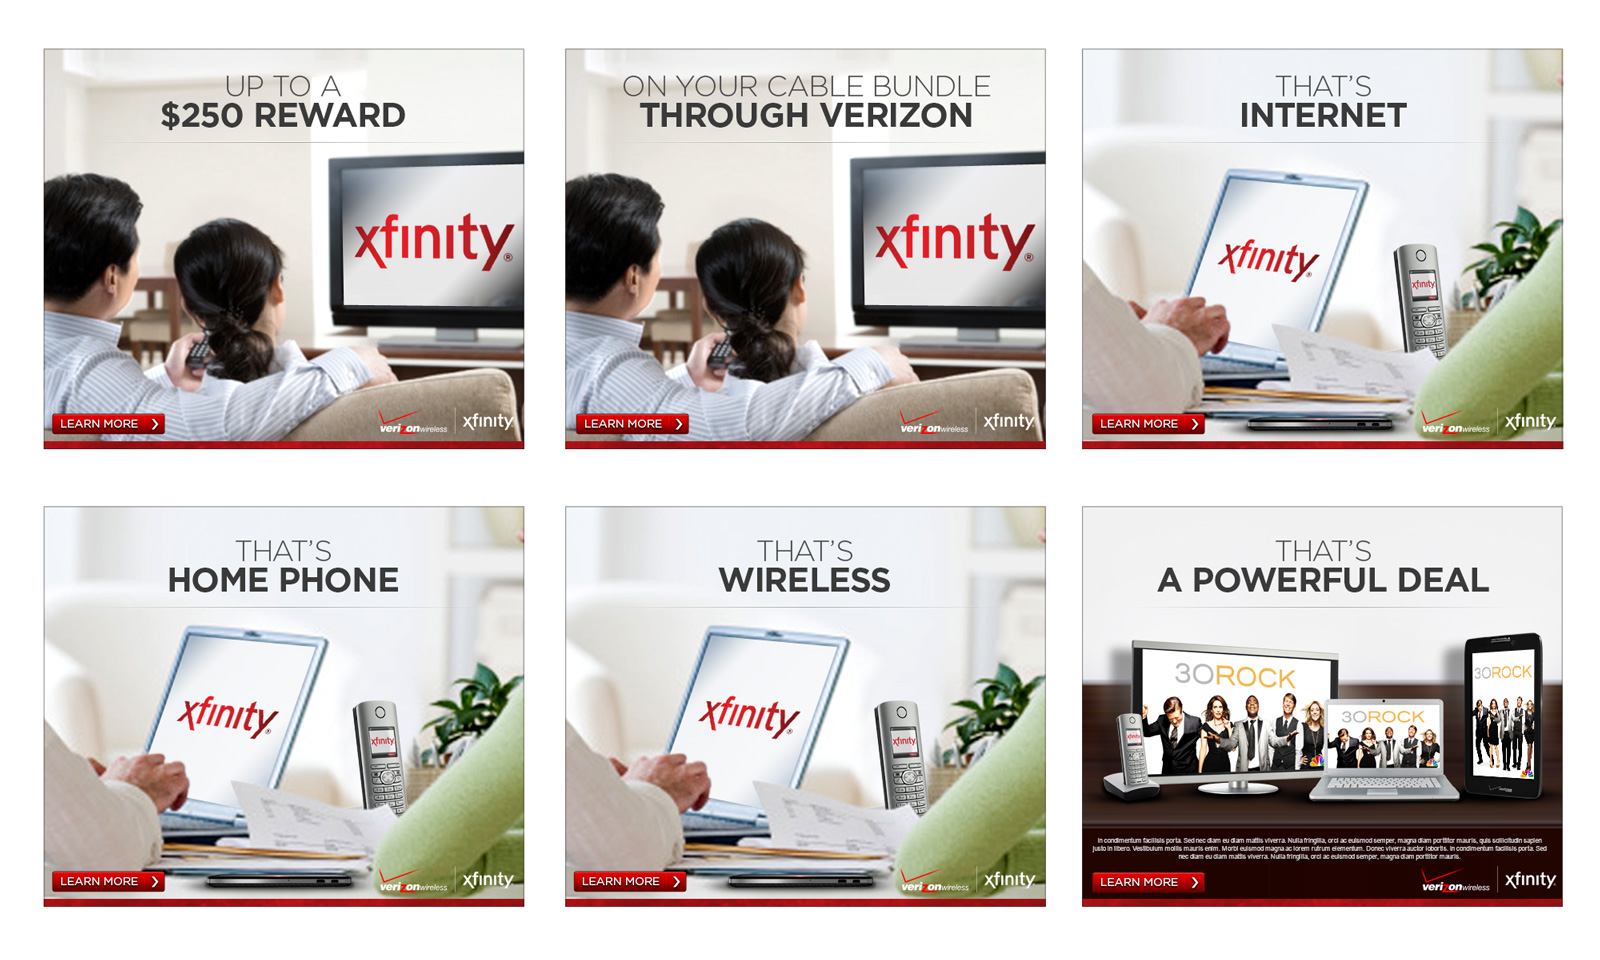 UP TO A
$250 REWARD
xfinity®
LEARN MORE
verizonwireless
xfinity
ON YOUR CABLE BUNDLE
THROUGH VERIZON
xfinity®
LEARN MORE
verizonwireless
xfinity
THAT'S
INTERNET
xfinity®
xfinity
LEARN MORE
verizonwireless
xfinity
THAT'S
HOME PHONE
xfinity®
xfinity
LEARN MORE
verizonwireless
xfinity
THAT'S
WIRELESS
xfinity®
xfinity
LEARN MORE
verizonwireless
xfinity
THAT'S
A POWERFUL DEAL
30ROCK
30ROCK
30ROCK
xfinity
In condimentum facilisis porta. Sed nec diam eu diam mattis viverra. Nulla fringilla, orci ac euismod semper, magna diam porttitor mauris, quis sollicitudin sapien
justo in libero. Vestibulum mollis mauris enim. Morbi euismod magna ac lorem rutrum elementum. Donec viverra auctor lobortis. In condimentum facilisis porta. Sed
nec diam eu diam mattis viverra. Nulla fringilla, orci ac euismod semper, magna diam porttitor mauris.
LEARN MORE
verizonwireless
xfinity